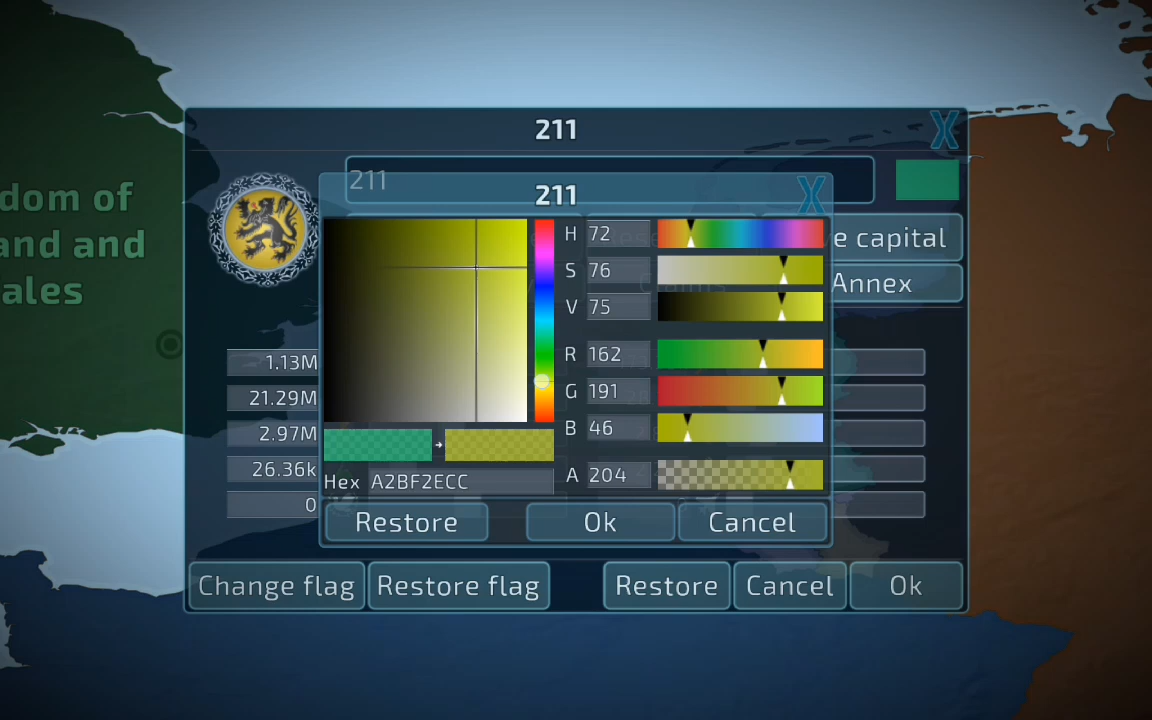 211
X
211
211
X
dom of
and and
ales
e capital
Annex
H 72
S 76
V 75
R 162
G 191
B 46
A 204
1.13M
21.29M
2.97M
26.36k
0
Hex A2BF2ECC
Restore Ok Cancel
Change flag Restore flag Restore Cancel Ok